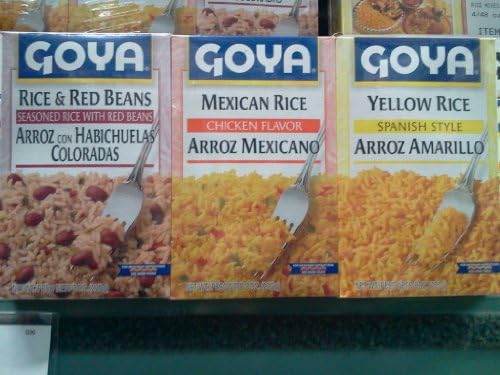 GOYA
RICE & RED BEANS
SEASONED RICE WITH RED BEANS
ARROZ CON HABICHUELAS
COLORADAS
GOYA
MEXICAN RICE
CHICKEN FLAVOR
ARROZ MEXICANO
GOYA
YELLOW RICE
SPANISH STYLE
ARROZ AMARILLO
ITEM